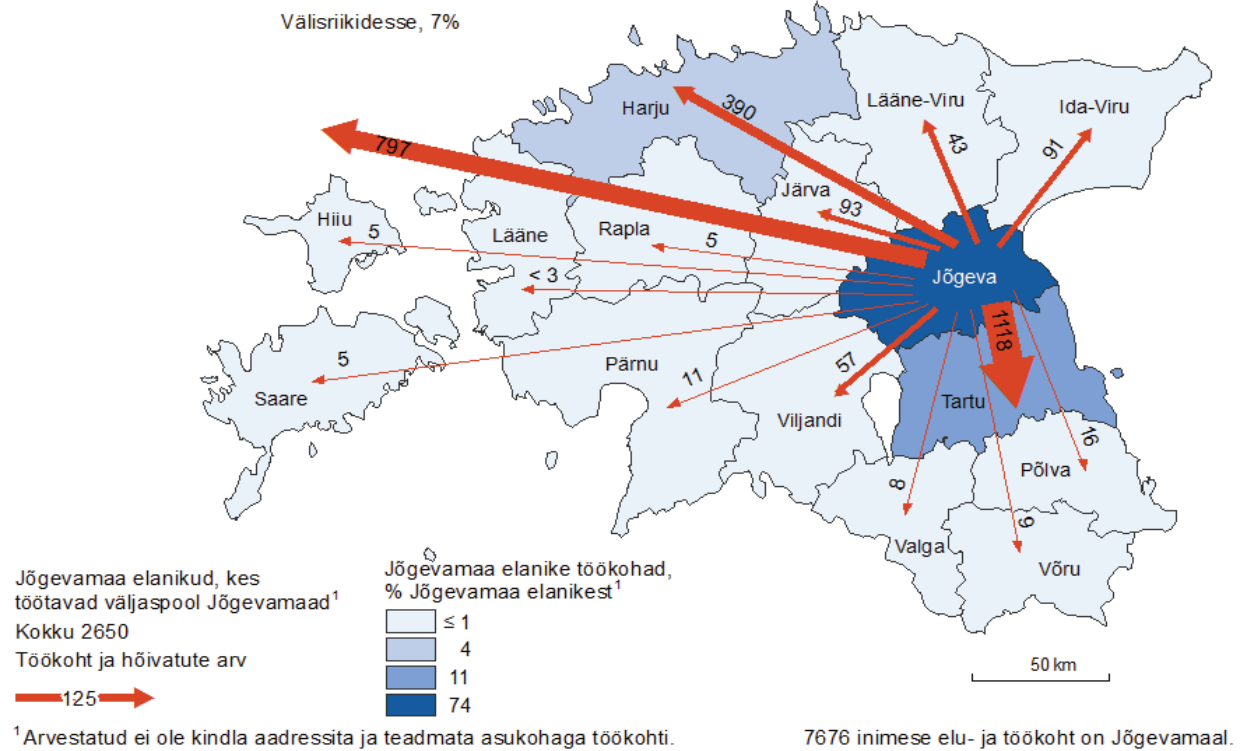 Välisriikidesse, 7%
Harju
390
Lääne-Viru
43
Ida-Viru
91
797
Järva
93
Hiiu
5
Lääne
Rapla
5
< 3
Jõgeva
1118
5
Saare
Pärnu
11
57
Viljandi
Tartu
16
Põlva
8
9
Valga
Võru
Jõgevamaa elanikud, kes
töötavad väljaspool Jõgevamaad¹
Kokku 2650
Töökoht ja hõivatute arv
125
Jõgevamaa elanike töökohad,
% Jõgevamaa elanikest¹
≤ 1
4
11
74
50 km
¹ Arvestatud ei ole kindla aadressita ja teadmata asukohaga töökohti.
7676 inimese elu- ja töökoht on Jõgevamaal.